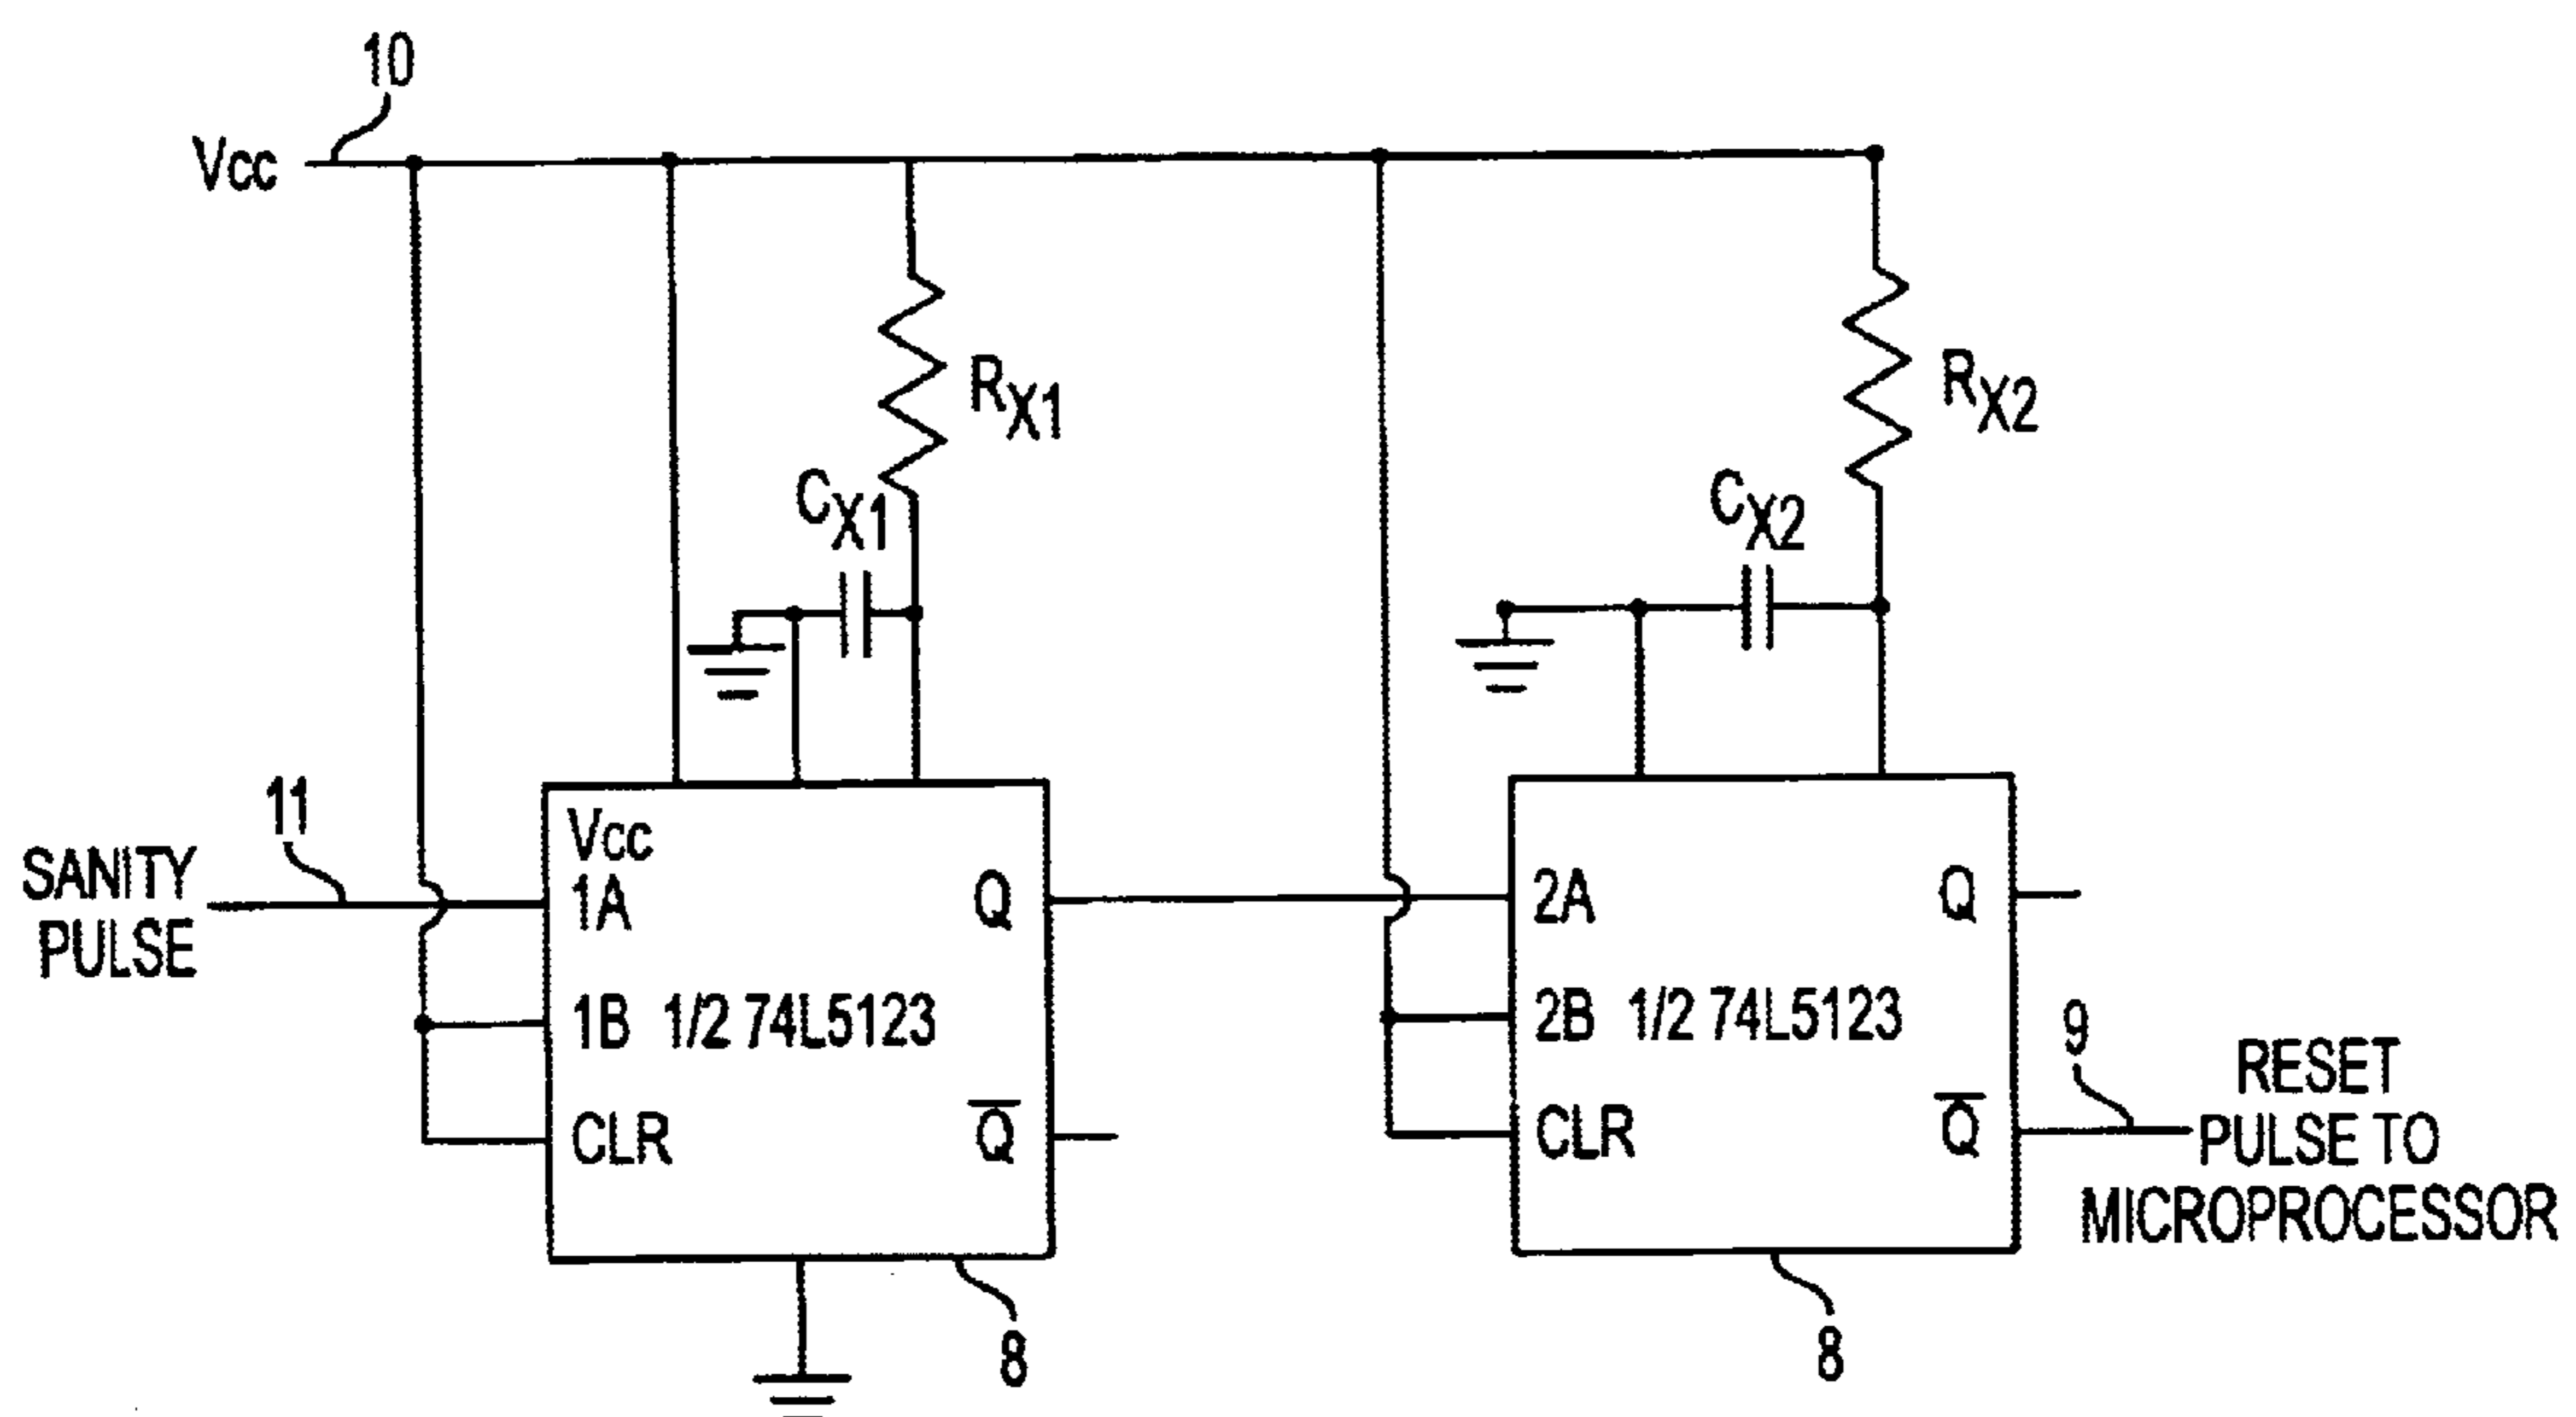 10
Vcc
RX1
RX2
CX1
CX2
11
SANITY
PULSE
Vcc
1A
Q
1B 1/2 74L5123
CLR
Q̅
8
2A
Q
2B 1/2 74L5123
CLR
Q̅
8
9
RESET
PULSE TO
MICROPROCESSOR